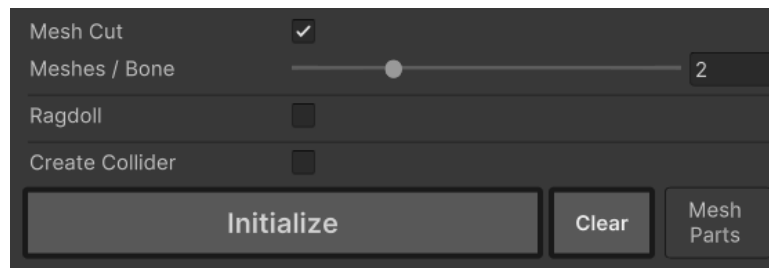 Mesh Cut
Meshes / Bone 2
Ragdoll
Create Collider
Initialize Clear Mesh
Parts